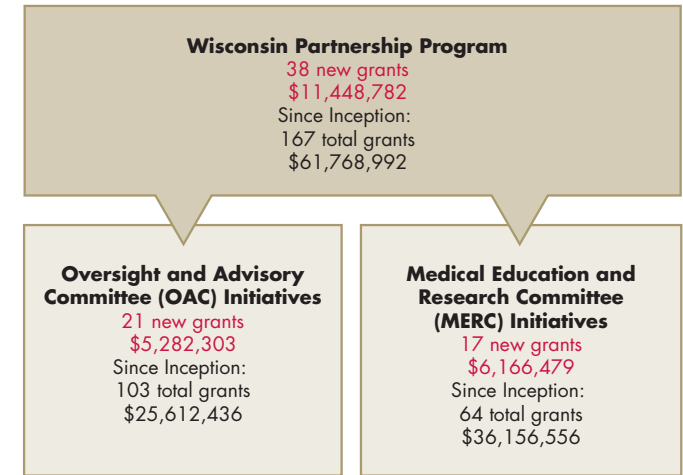 Wisconsin Partnership Program
38 new grants
$11,448,782
Since Inception:
167 total grants
$61,768,992
Oversight and Advisory
Committee (OAC) Initiatives
21 new grants
$5,282,303
Since Inception:
103 total grants
$25,612,436
Medical Education and
Research Committee
(MERC) Initiatives
17 new grants
$6,166,479
Since Inception:
64 total grants
$36,156,556